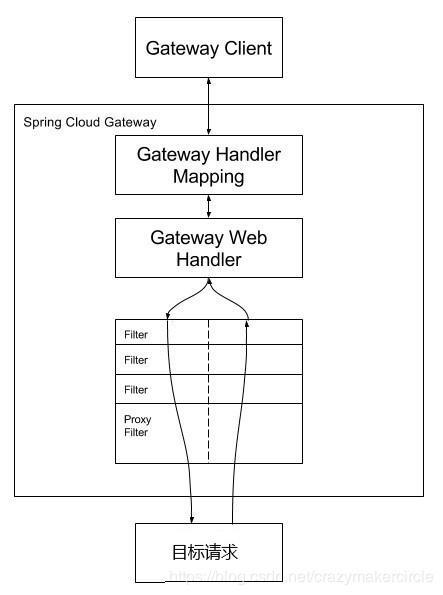 Gateway Client
Spring Cloud Gateway
Gateway Handler
Mapping
Gateway Web
Handler
Filter
Filter
Filter
Proxy
Filter
目标请求
https://blog.csdn.net/crazymakercircle